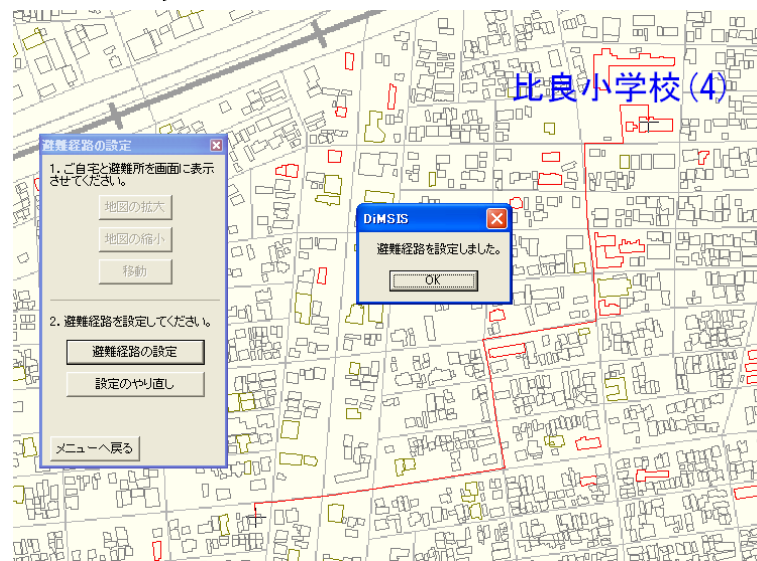 比良小学校(4)
避難経路の設定
1. ご自宅と避難所を画面に表示
させてください。
地図の拡大
地図の縮小
移動
2. 避難経路を設定してください。
避難経路の設定
設定のやり直し
メニューへ戻る
DiMSIS
避難経路を設定しました。
OK